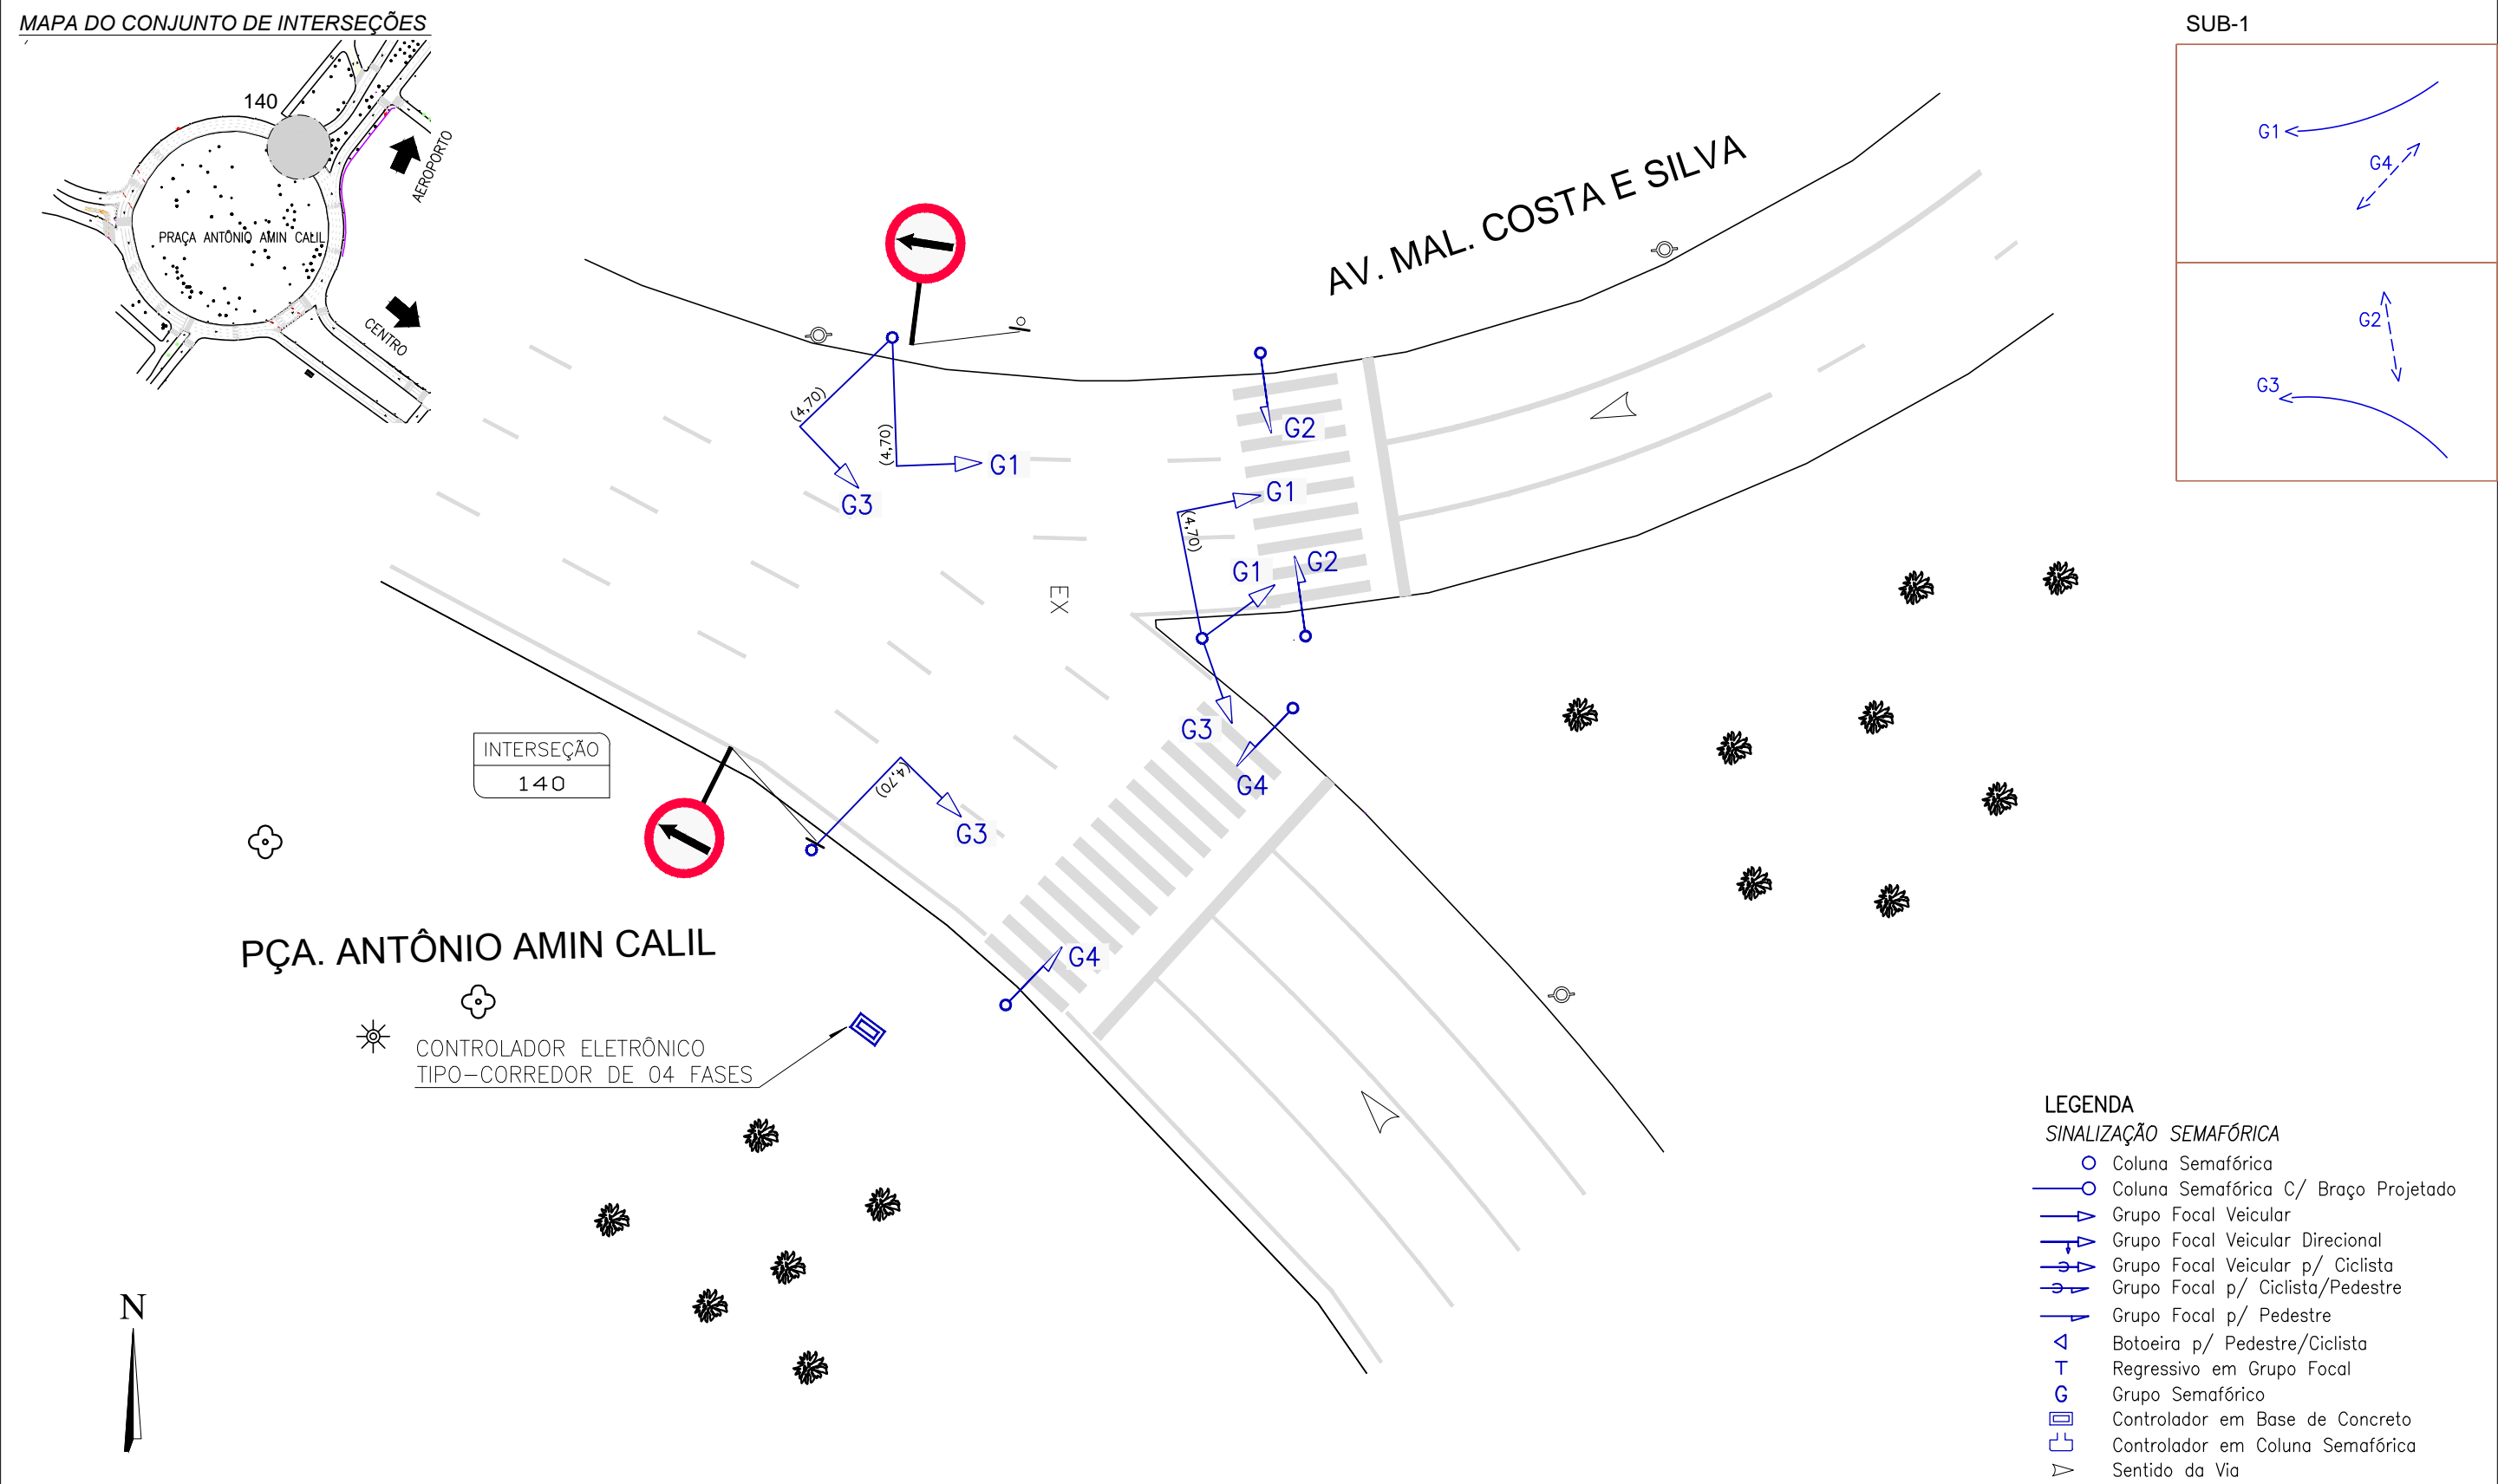 MAPA DO CONJUNTO DE INTERSEÇÕES
140
AEROPORTO
PRAÇA ANTÔNIO AMIN CALIL
CENTRO
SUB-1
G1
G4
G2
G3
AV. MAL. COSTA E SILVA
(4,70)
(4,70)
G3
G1
G2
G1
(4,70)
G1
G2
EX
G3
G4
INTERSEÇÃO
140
(4,70)
G3
PÇA. ANTÔNIO AMIN CALIL
G4
CONTROLADOR ELETRÔNICO
TIPO-CORREDOR DE 04 FASES
N
LEGENDA
SINALIZAÇÃO SEMAFÓRICA
Coluna Semafórica
Coluna Semafórica C/ Braço Projetado
Grupo Focal Veicular
Grupo Focal Veicular Direcional
Grupo Focal Veicular p/ Ciclista
Grupo Focal p/ Ciclista/Pedestre
Grupo Focal p/ Pedestre
Botoeira p/ Pedestre/Ciclista
T Regressivo em Grupo Focal
G Grupo Semafórico
Controlador em Base de Concreto
Controlador em Coluna Semafórica
Sentido da Via